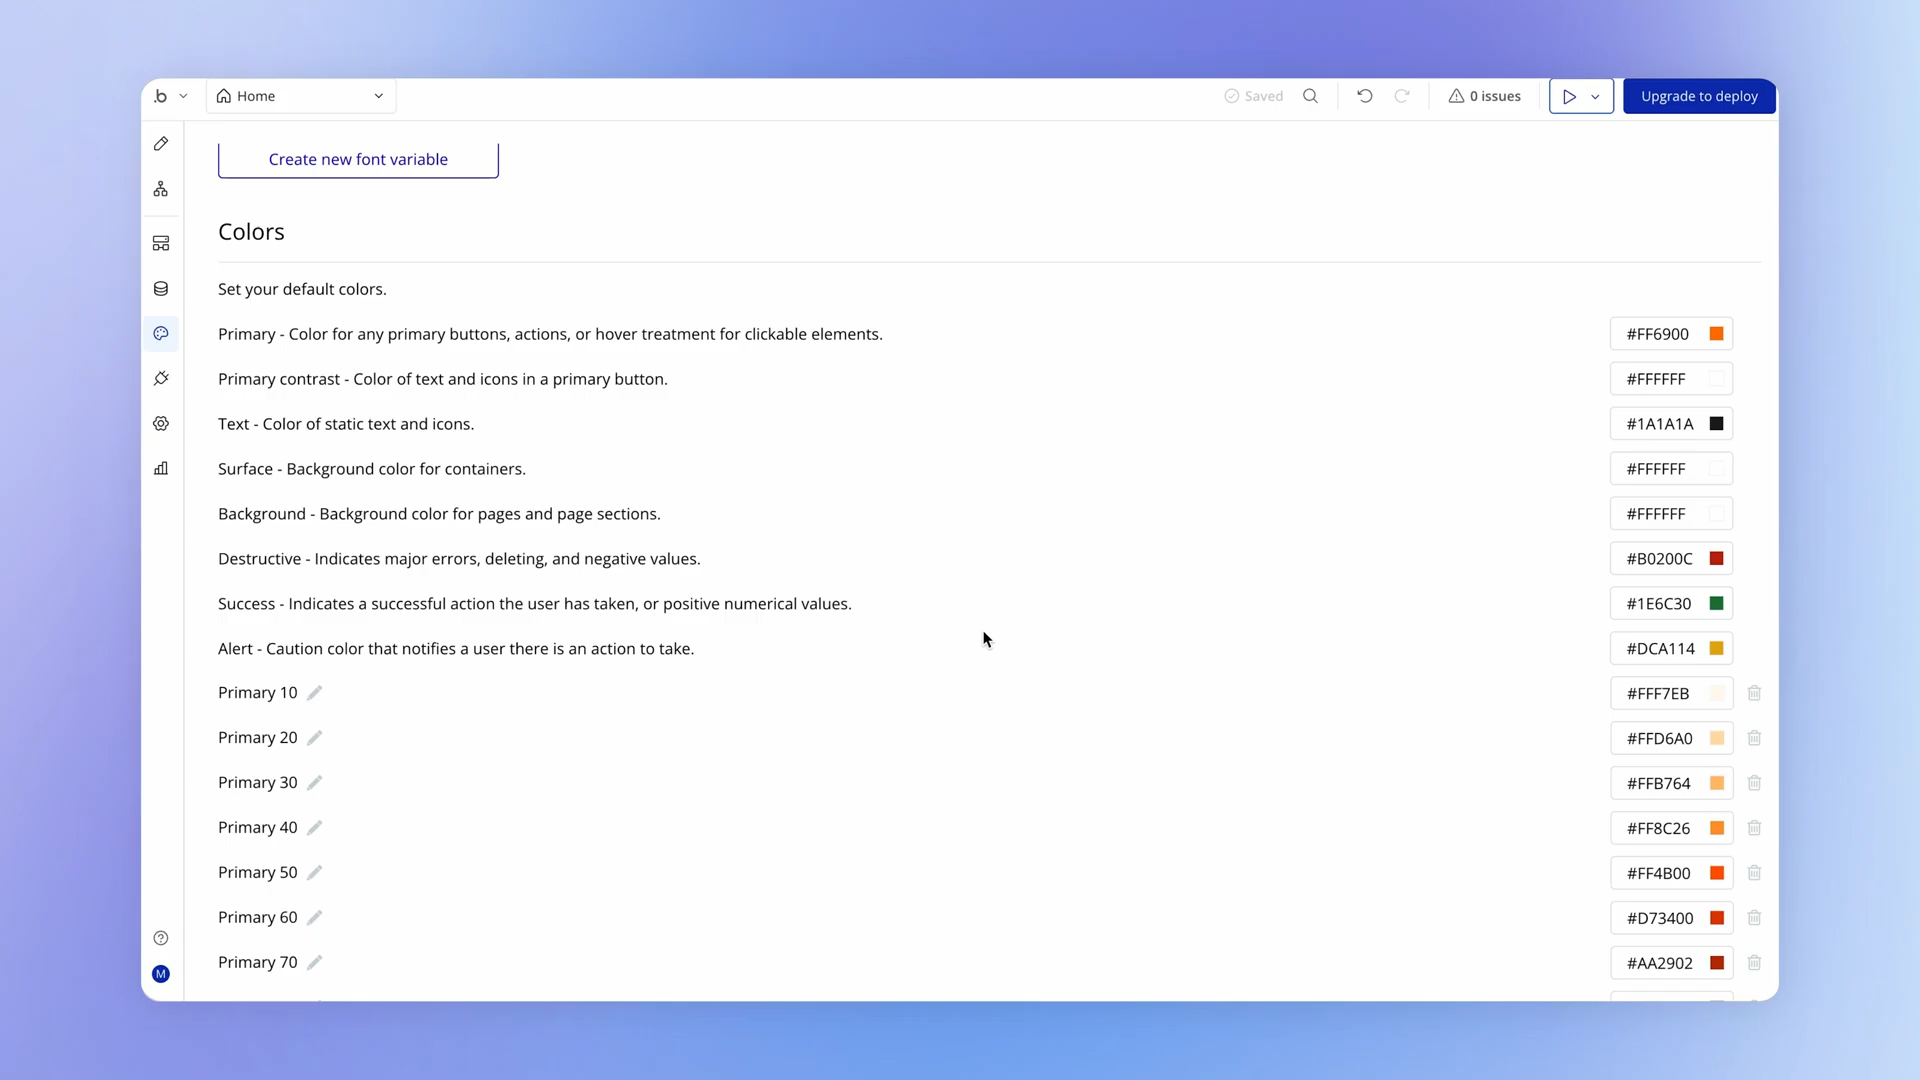 .b
Home
Saved
0 issues
Upgrade to deploy
Create new font variable
Colors
Set your default colors.
Primary - Color for any primary buttons, actions, or hover treatment for clickable elements.
#FF6900
Primary contrast - Color of text and icons in a primary button.
#FFFFFF
Text - Color of static text and icons.
#1A1A1A
Surface - Background color for containers.
#FFFFFF
Background - Background color for pages and page sections.
#FFFFFF
Destructive - Indicates major errors, deleting, and negative values.
#B0200C
Success - Indicates a successful action the user has taken, or positive numerical values.
#1E6C30
Alert - Caution color that notifies a user there is an action to take.
#DCA114
Primary 10
#FFF7EB
Primary 20
#FFD6A0
Primary 30
#FFB764
Primary 40
#FF8C26
Primary 50
#FF4B00
Primary 60
#D73400
Primary 70
#AA2902
M